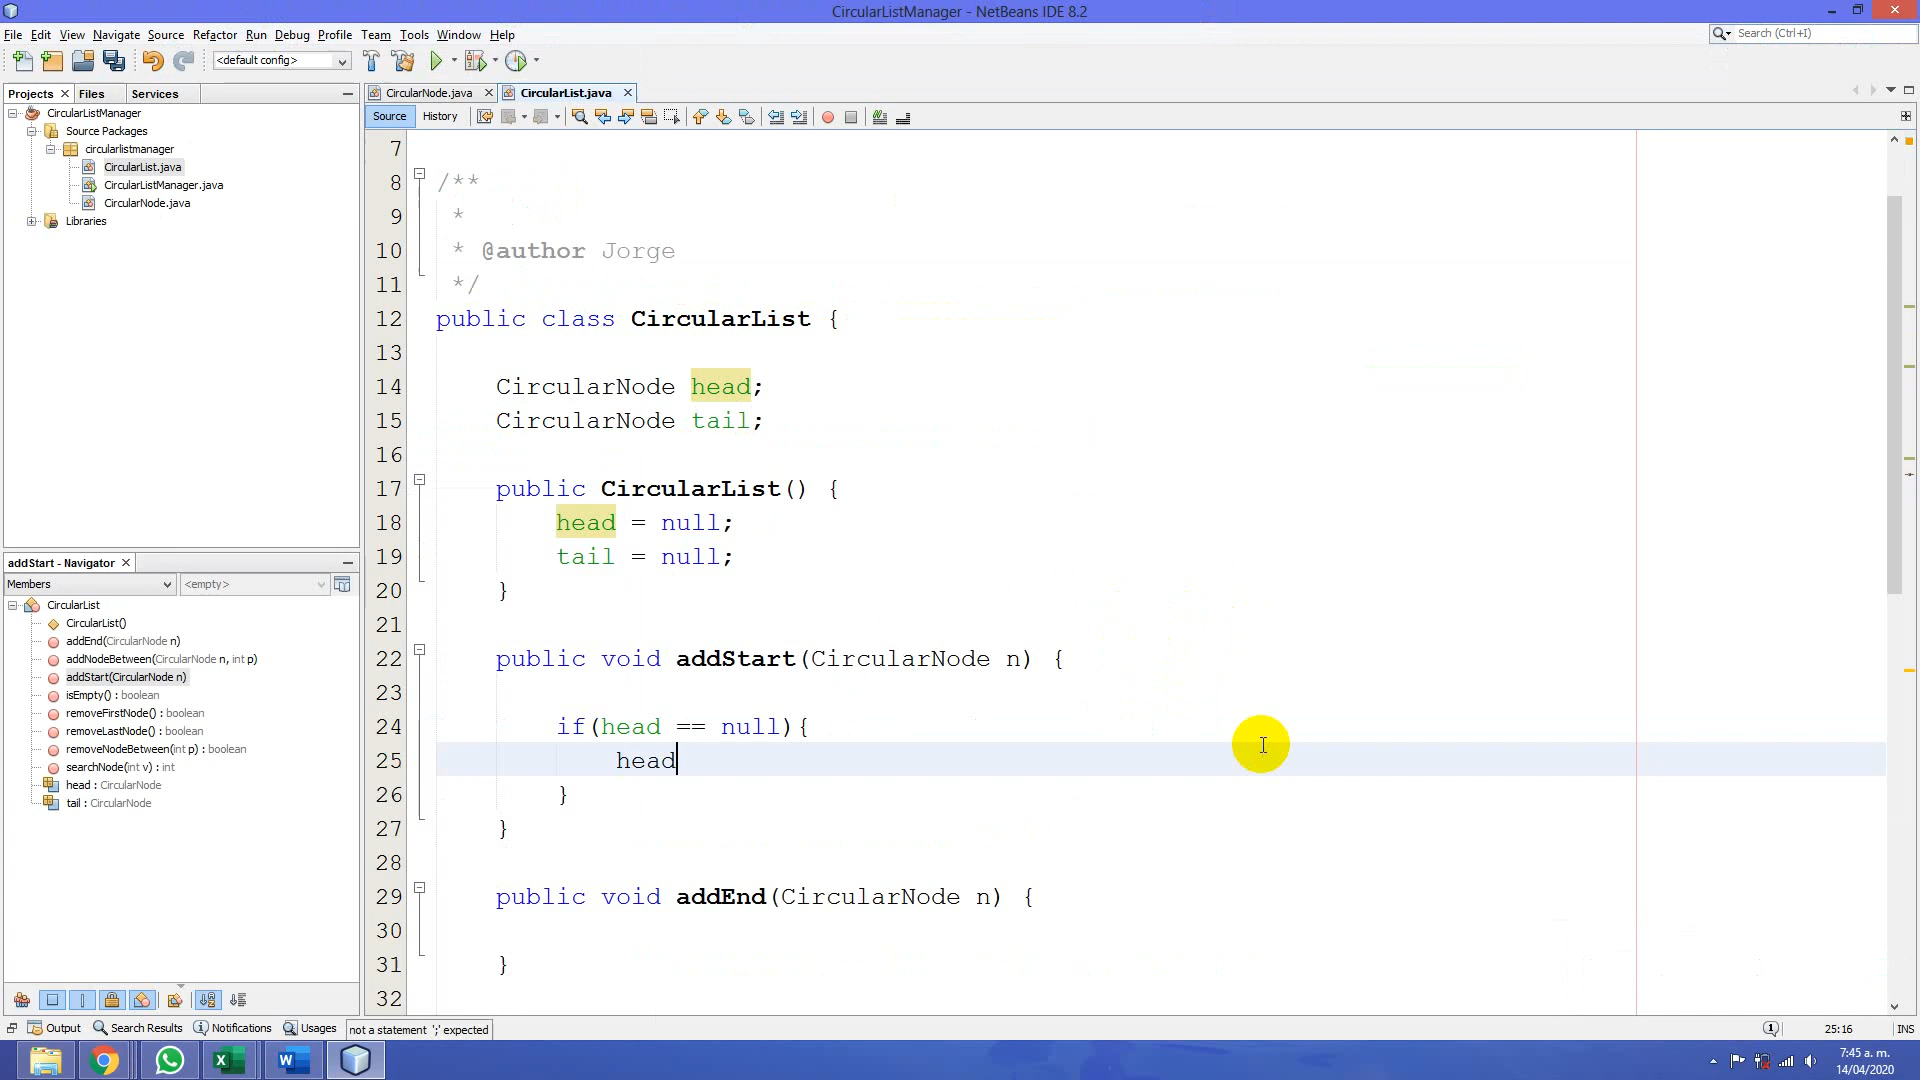 CircularListManager - NetBeans IDE 8.2
File Edit View Navigate Source Refactor Run Debug Profile Team Tools Window Help
Search (Ctrl+I)
<default config>
Projects Files Services
CircularListManager
Source Packages
circularlistmanager
CircularList.java
CircularListManager.java
CircularNode.java
Libraries
addStart - Navigator
Members <empty>
CircularList
CircularList()
addEnd(CircularNode n)
addNodeBetween(CircularNode n, int p)
addStart(CircularNode n)
isEmpty() : boolean
removeFirstNode() : boolean
removeLastNode() : boolean
removeNodeBetween(int p) : boolean
searchNode(int v) : int
head : CircularNode
tail : CircularNode
CircularNode.java CircularList.java
Source History
7
8 /**
9 *
10 * @author Jorge
11 */
12 public class CircularList {
13
14 CircularNode head;
15 CircularNode tail;
16
17 public CircularList() {
18 head = null;
19 tail = null;
20 }
21
22 public void addStart(CircularNode n) {
23
24 if(head == null){
25 head
26 }
27 }
28
29 public void addEnd(CircularNode n) {
30
31 }
32
Output Search Results Notifications Usages not a statement ';' expected 1 25:16 INS
7:45 a. m.
14/04/2020